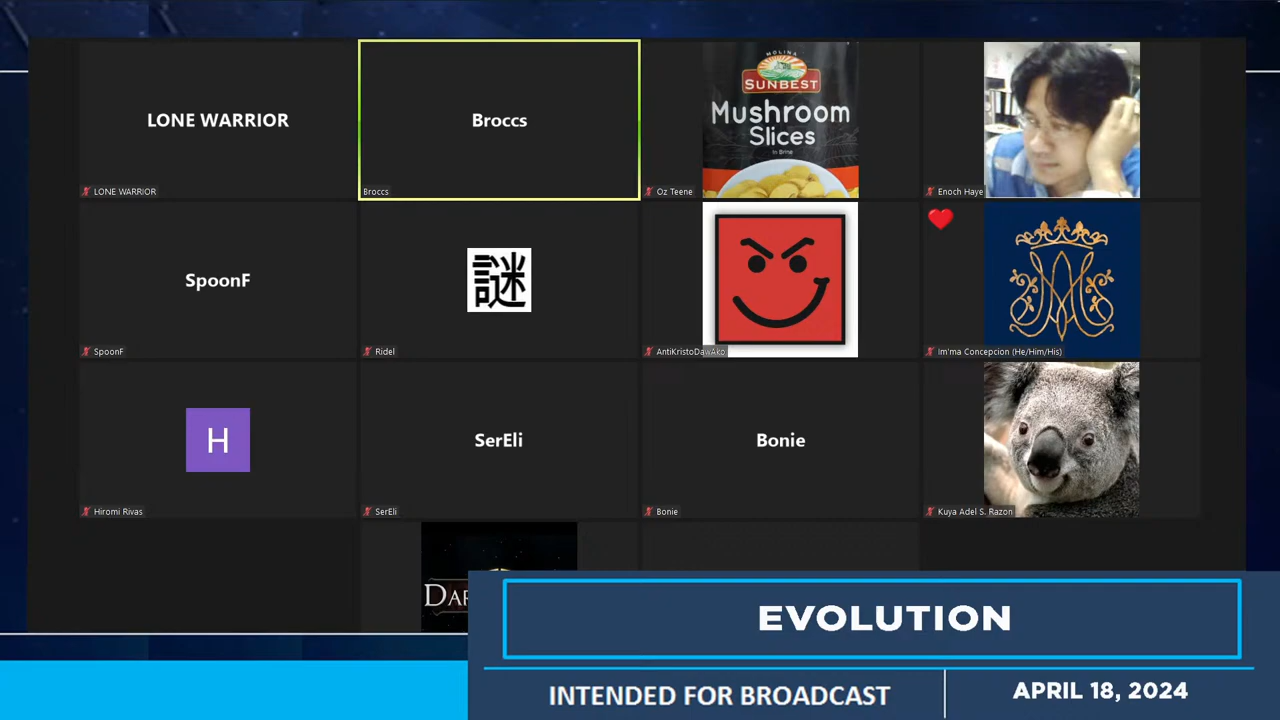 LONE WARRIOR
LONE WARRIOR
Broccs
Broccs
MOLINA
SUNBEST
Mushroom
Slices
in Brine
Oz Teene
Enoch Haye
SpoonF
SpoonF
謎
Ridel
AntiKristoDawAko
Im'ma Concepcion (He/Him/His)
H
Hiromi Rivas
SerEli
SerEli
Bonie
Bonie
Kuya Adel S. Razon
EVOLUTION
INTENDED FOR BROADCAST
APRIL 18, 2024